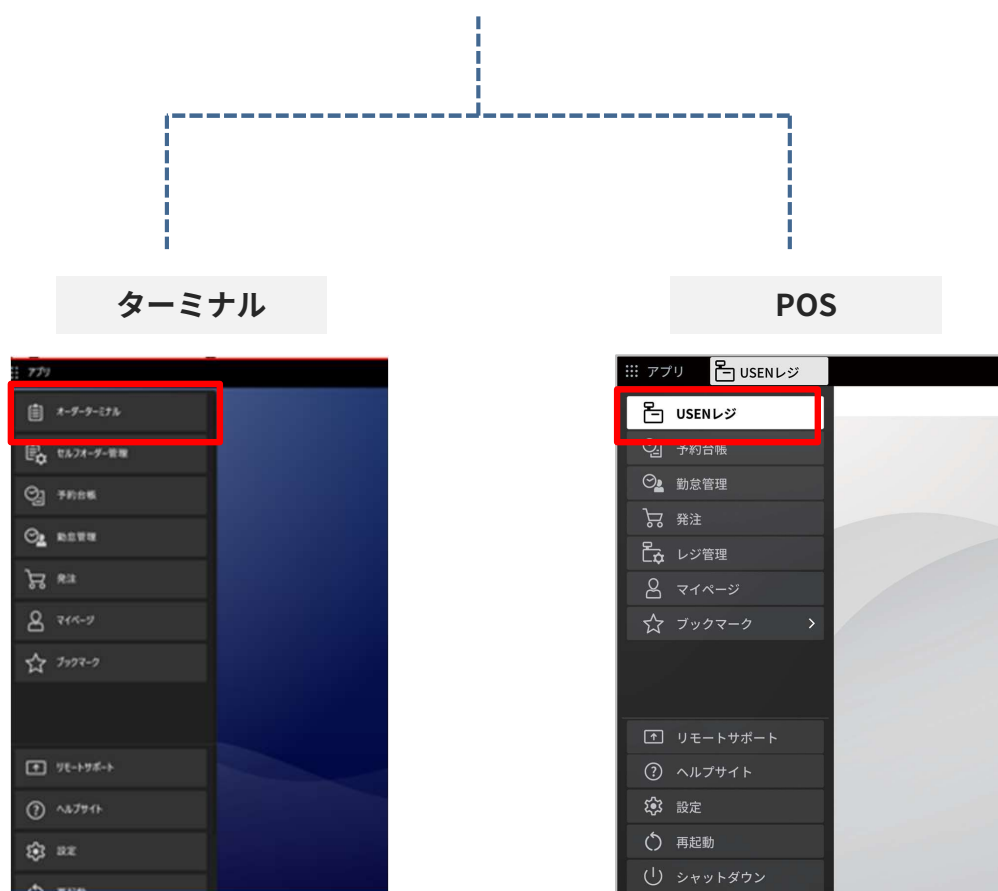 ターミナル
アプリ
オーダーターミナル
セルフオーダー管理
予約台帳
勤怠管理
発注
マイページ
ブックマーク
リモートサポート
ヘルプサイト
設定
再起動
POS
アプリ
USENレジ
USENレジ
予約台帳
勤怠管理
発注
レジ管理
マイページ
ブックマーク
リモートサポート
ヘルプサイト
設定
再起動
シャットダウン